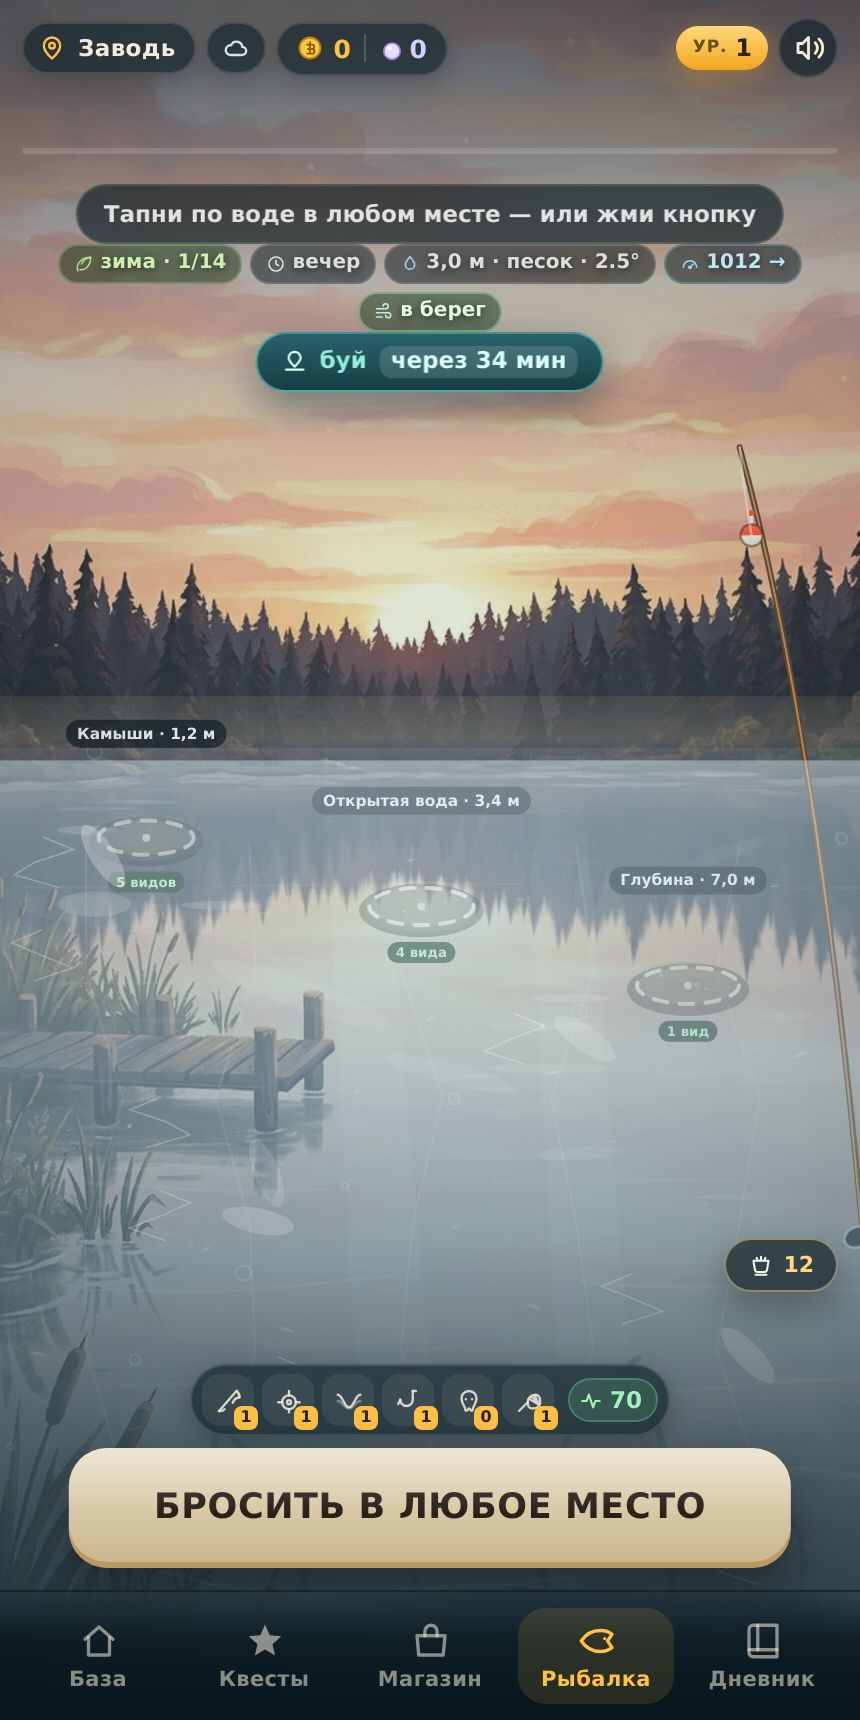 Заводь
0
0
УР. 1
Тапни по воде в любом месте — или жми кнопку
зима · 1/14
вечер
3,0 м · песок · 2.5°
1012 →
в берег
буй через 34 мин
Камыши · 1,2 м
Открытая вода · 3,4 м
Глубина · 7,0 м
5 видов
4 вида
1 вид
12
1
1
1
1
0
1
70
БРОСИТЬ В ЛЮБОЕ МЕСТО
База
Квесты
Магазин
Рыбалка
Дневник